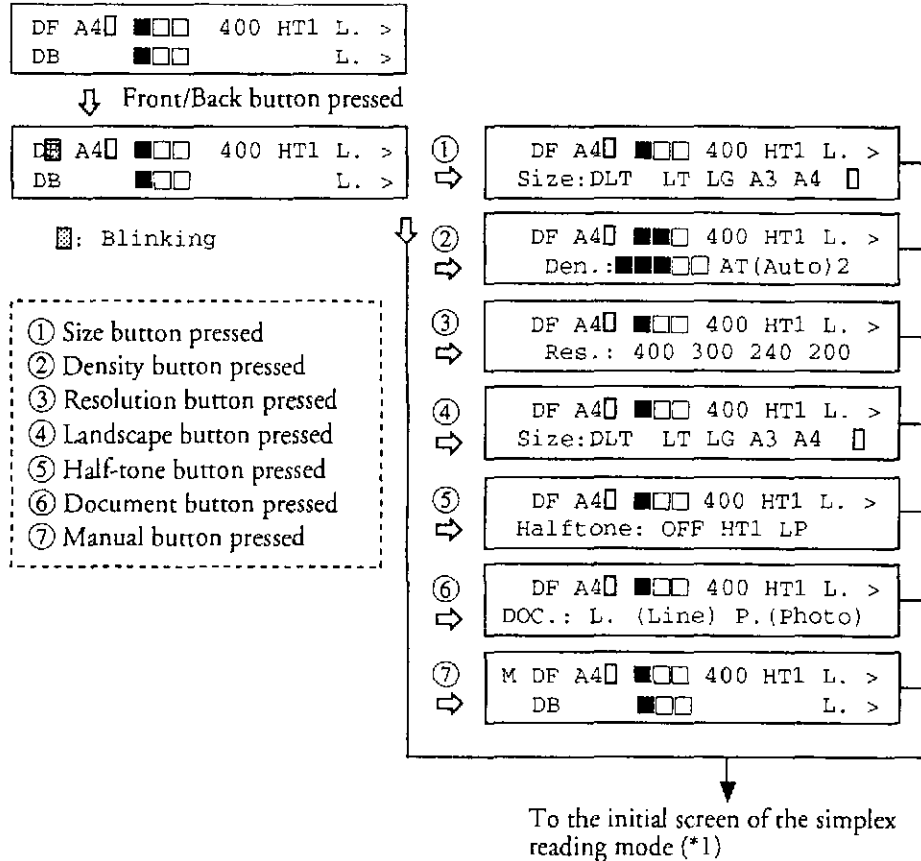 DF A4▯ ■□□ 400 HT1 L. >
DB ■□□ L. >
Front/Back button pressed
D▒ A4▯ ■□□ 400 HT1 L. >
DB ■□□ L. >
▒: Blinking
① Size button pressed
② Density button pressed
③ Resolution button pressed
④ Landscape button pressed
⑤ Half-tone button pressed
⑥ Document button pressed
⑦ Manual button pressed
①
DF A4▯ ■□□ 400 HT1 L. >
Size:DLT LT LG A3 A4 ▯
②
DF A4▯ ■■□ 400 HT1 L. >
Den.:■■■□□ AT(Auto)2
③
DF A4▯ ■□□ 400 HT1 L. >
Res.: 400 300 240 200
④
DF A4▯ ■□□ 400 HT1 L. >
Size:DLT LT LG A3 A4 ▯
⑤
DF A4▯ ■□□ 400 HT1 L. >
Halftone: OFF HT1 LP
⑥
DF A4▯ ■□□ 400 HT1 L. >
DOC.: L. (Line) P.(Photo)
⑦
M DF A4▯ ■□□ 400 HT1 L. >
DB ■□□ L. >
To the initial screen of the simplex
reading mode (*1)